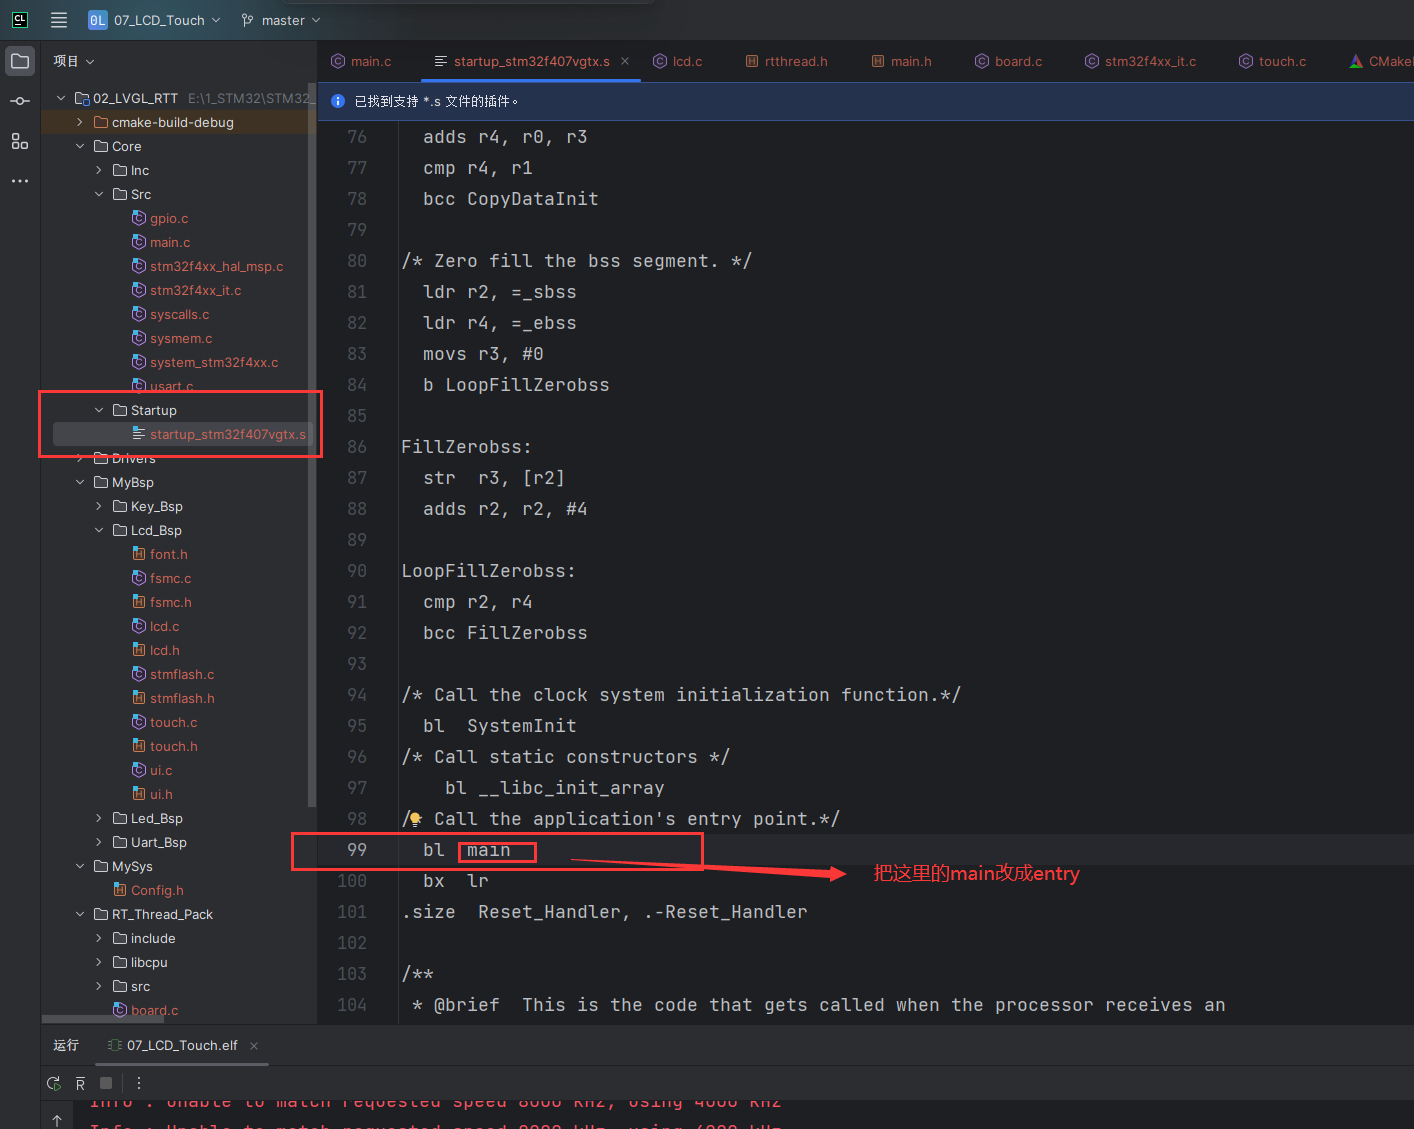 CL
0L 07_LCD_Touch master
项目
main.c startup_stm32f407vgtx.s lcd.c rtthread.h main.h board.c stm32f4xx_it.c touch.c CMakeL
已找到支持 *.s 文件的插件。
02_LVGL_RTT E:\1_STM32\STM32_
cmake-build-debug
Core
Inc
Src
gpio.c
main.c
stm32f4xx_hal_msp.c
stm32f4xx_it.c
syscalls.c
sysmem.c
system_stm32f4xx.c
usart.c
Startup
startup_stm32f407vgtx.s
Drivers
MyBsp
Key_Bsp
Lcd_Bsp
font.h
fsmc.c
fsmc.h
lcd.c
lcd.h
stmflash.c
stmflash.h
touch.c
touch.h
ui.c
ui.h
Led_Bsp
Uart_Bsp
MySys
Config.h
RT_Thread_Pack
include
libcpu
src
board.c
76 adds r4, r0, r3
77 cmp r4, r1
78 bcc CopyDataInit
79
80 /* Zero fill the bss segment. */
81 ldr r2, =_sbss
82 ldr r4, =_ebss
83 movs r3, #0
84 b LoopFillZerobss
85
86 FillZerobss:
87 str r3, [r2]
88 adds r2, r2, #4
89
90 LoopFillZerobss:
91 cmp r2, r4
92 bcc FillZerobss
93
94 /* Call the clock system initialization function.*/
95 bl SystemInit
96 /* Call static constructors */
97 bl __libc_init_array
98 /* Call the application's entry point.*/
99 bl main
把这里的main改成entry
100 bx lr
101 .size Reset_Handler, .-Reset_Handler
102
103 /**
104 * @brief This is the code that gets called when the processor receives an
运行 07_LCD_Touch.elf
Info : Unable to match requested speed 8000 kHz, using 4000 kHz
Info : Unable to match requested speed 8000 kHz, using 4000 kHz